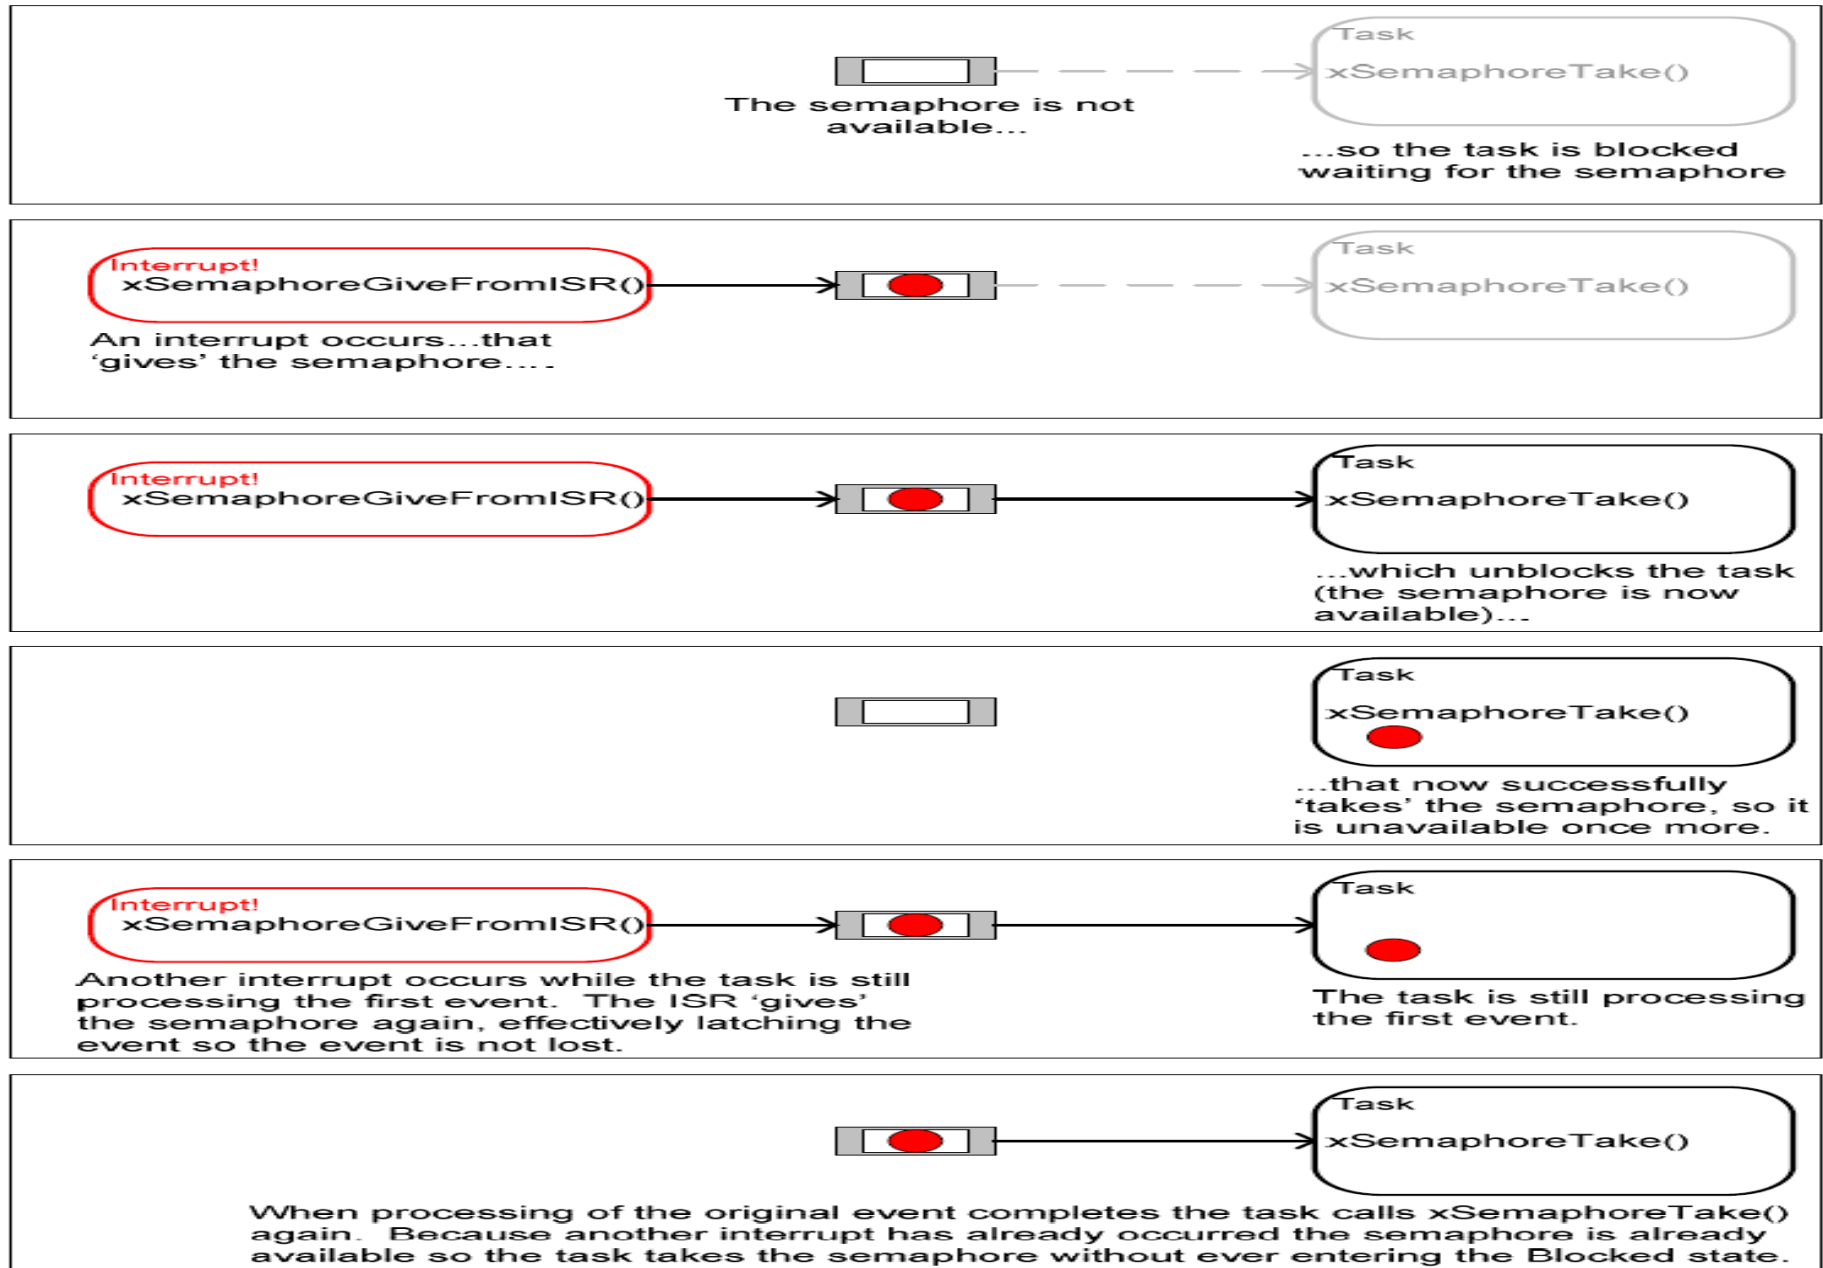 Task
xSemaphoreTake()
The semaphore is not
available...
...so the task is blocked
waiting for the semaphore
Interrupt!
xSemaphoreGiveFromISR()
Task
xSemaphoreTake()
An interrupt occurs...that
‘gives’ the semaphore....
Interrupt!
xSemaphoreGiveFromISR()
Task
xSemaphoreTake()
...which unblocks the task
(the semaphore is now
available)...
Task
xSemaphoreTake()
...that now successfully
‘takes’ the semaphore, so it
is unavailable once more.
Interrupt!
xSemaphoreGiveFromISR()
Task
Another interrupt occurs while the task is still
processing the first event.  The ISR ‘gives’
the semaphore again, effectively latching the
event so the event is not lost.
The task is still processing
the first event.
Task
xSemaphoreTake()
When processing of the original event completes the task calls xSemaphoreTake()
again.  Because another interrupt has already occurred the semaphore is already
available so the task takes the semaphore without ever entering the Blocked state.